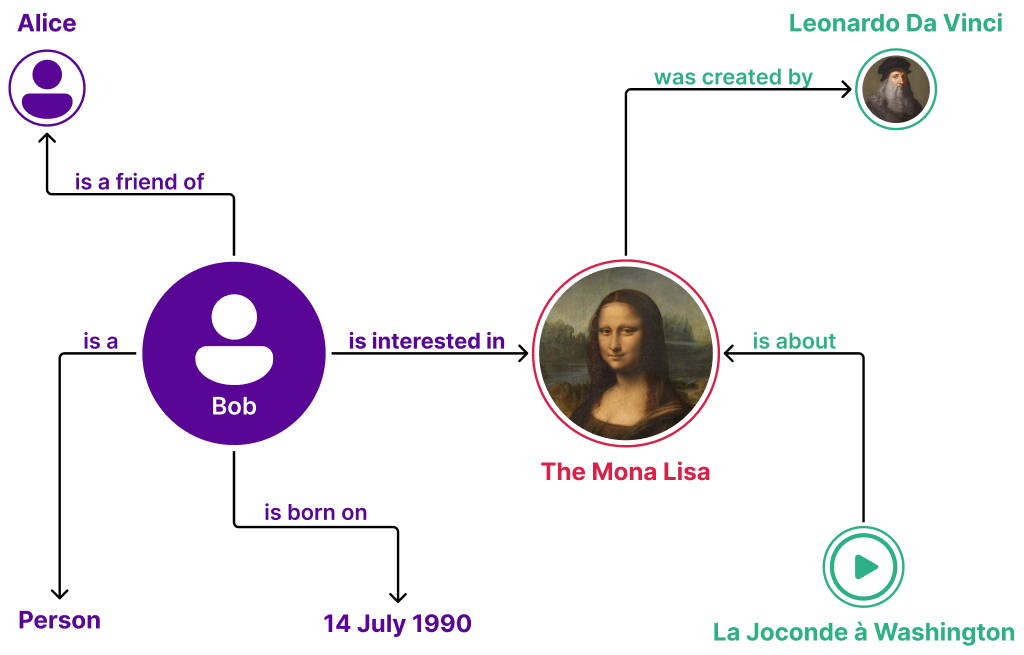 Alice
Leonardo Da Vinci
was created by
is a friend of
is a
is interested in
is about
Bob
The Mona Lisa
is born on
Person
14 July 1990
La Joconde à Washington